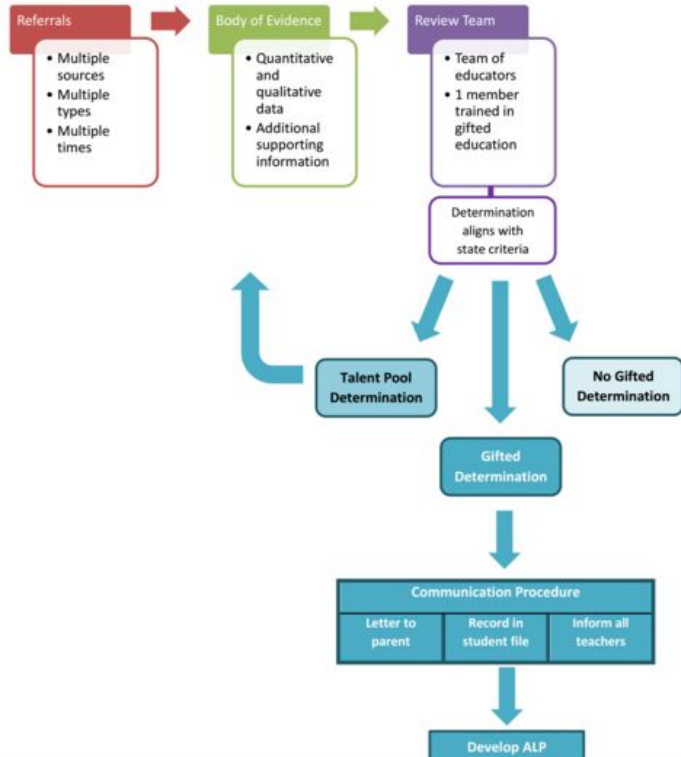 Referrals
• Multiple
sources
• Multiple
types
• Multiple
times
Body of Evidence
• Quantitative
and
qualitative
data
• Additional
supporting
information
Review Team
• Team of
educators
• 1 member
trained in
gifted
education
Determination
aligns with
state criteria
Talent Pool
Determination
No Gifted
Determination
Gifted
Determination
Communication Procedure
Letter to
parent
Record in
student file
Inform all
teachers
Develop ALP